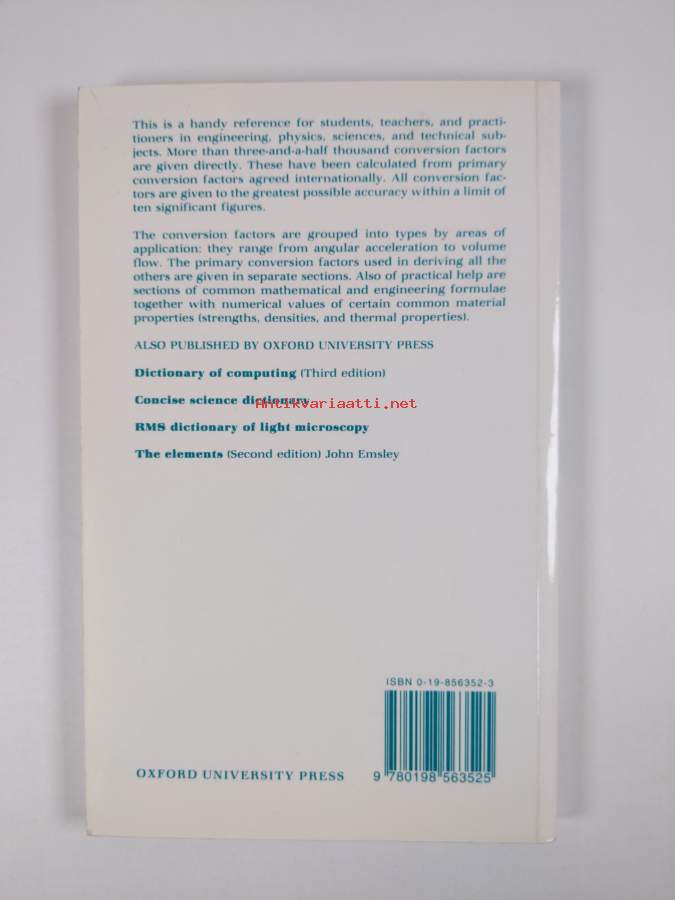 This is a handy reference for students, teachers, and practi-
tioners in engineering, physics, sciences, and technical sub-
jects. More than three-and-a-half thousand conversion factors
are given directly. These have been calculated from primary
conversion factors agreed internationally. All conversion fac-
tors are given to the greatest possible accuracy within a limit of
ten significant figures.
The conversion factors are grouped into types by areas of
application: they range from angular acceleration to volume
flow. The primary conversion factors used in deriving all the
others are given in separate sections. Also of practical help are
sections of common mathematical and engineering formulae
together with numerical values of certain common material
properties (strengths, densities, and thermal properties).
ALSO PUBLISHED BY OXFORD UNIVERSITY PRESS
Dictionary of computing (Third edition)
Concise science dictionary
Antikvariaatti.net
RMS dictionary of light microscopy
The elements (Second edition) John Emsley
ISBN 0-19-856352-3
OXFORD UNIVERSITY PRESS
9 780198 563525